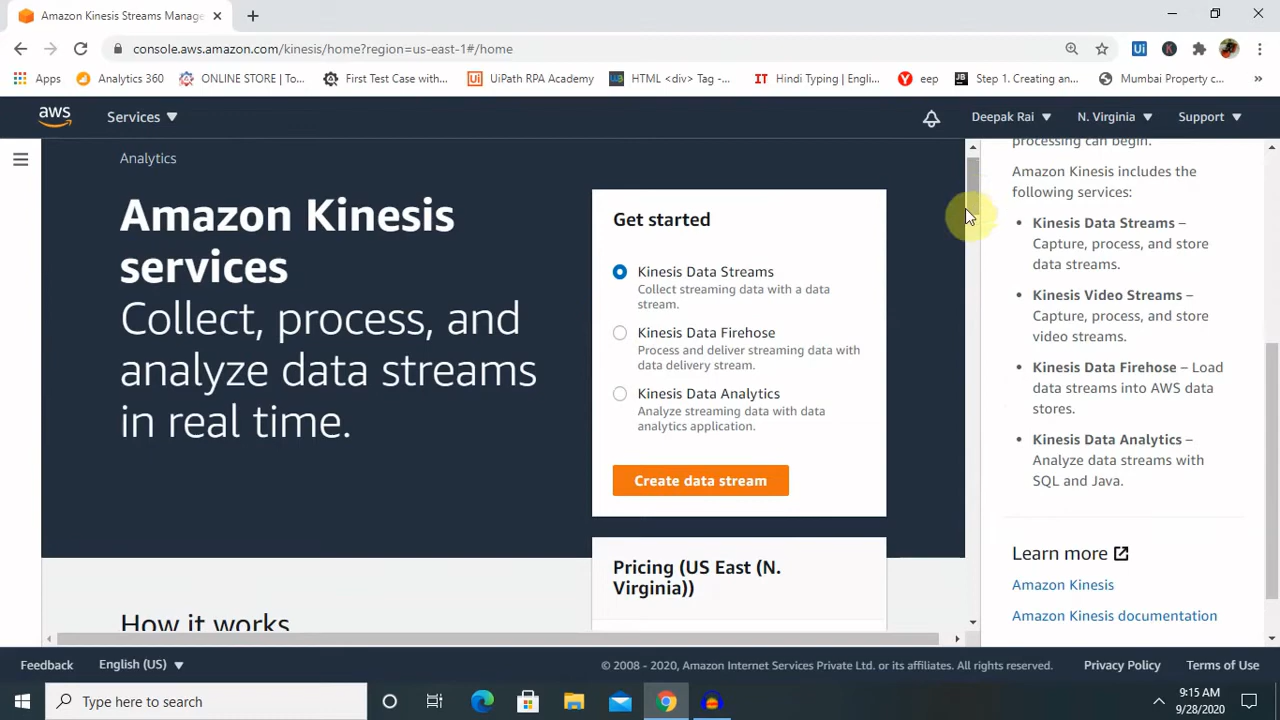 Amazon Kinesis Streams Manage
console.aws.amazon.com/kinesis/home?region=us-east-1#/home
Ui
K
Apps
Analytics 360
ONLINE STORE | To...
First Test Case with...
Ui
UiPath RPA Academy
HTML <div> Tag -...
IT
Hindi Typing | Engli...
Y
eep
JB
Step 1. Creating an...
Mumbai Property c...
»
aws
Services
Deepak Rai
N. Virginia
Support
Analytics
Amazon Kinesis
services
Collect, process, and
analyze data streams
in real time.
Get started
Kinesis Data Streams
Collect streaming data with a data
stream.
Kinesis Data Firehose
Process and deliver streaming data with
data delivery stream.
Kinesis Data Analytics
Analyze streaming data with data
analytics application.
Create data stream
Pricing (US East (N.
Virginia))
How it works
processing can begin.
Amazon Kinesis includes the
following services:
• Kinesis Data Streams –
Capture, process, and store
data streams.
• Kinesis Video Streams –
Capture, process, and store
video streams.
• Kinesis Data Firehose – Load
data streams into AWS data
stores.
• Kinesis Data Analytics –
Analyze data streams with
SQL and Java.
Learn more
Amazon Kinesis
Amazon Kinesis documentation
Feedback
English (US)
© 2008 - 2020, Amazon Internet Services Private Ltd. or its affiliates. All rights reserved.
Privacy Policy
Terms of Use
Type here to search
9:15 AM
9/28/2020